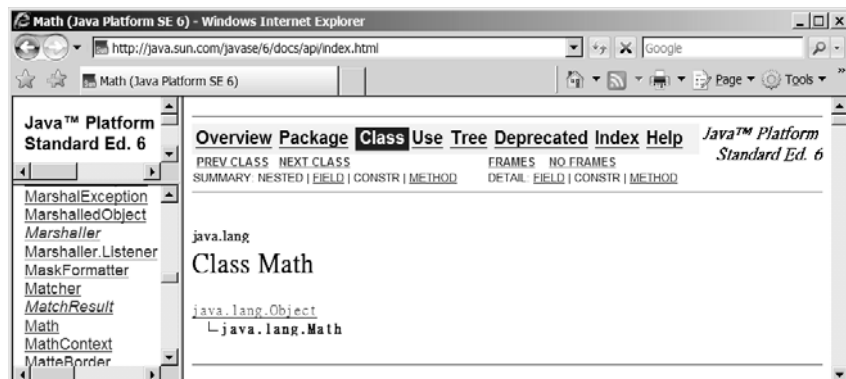 Math (Java Platform SE 6) - Windows Internet Explorer
http://java.sun.com/javase/6/docs/api/index.html
Google
Math (Java Platform SE 6)
Page
Tools
Java™ Platform
Standard Ed. 6
MarshalException
MarshalledObject
Marshaller
Marshaller.Listener
MaskFormatter
Matcher
MatchResult
Math
MathContext
MatteBorder
Overview Package Class Use Tree Deprecated Index Help
Java™ Platform
Standard Ed. 6
PREV CLASS NEXT CLASS
FRAMES NO FRAMES
SUMMARY: NESTED | FIELD | CONSTR | METHOD
DETAIL: FIELD | CONSTR | METHOD
java.lang
Class Math
java.lang.Object
java.lang.Math